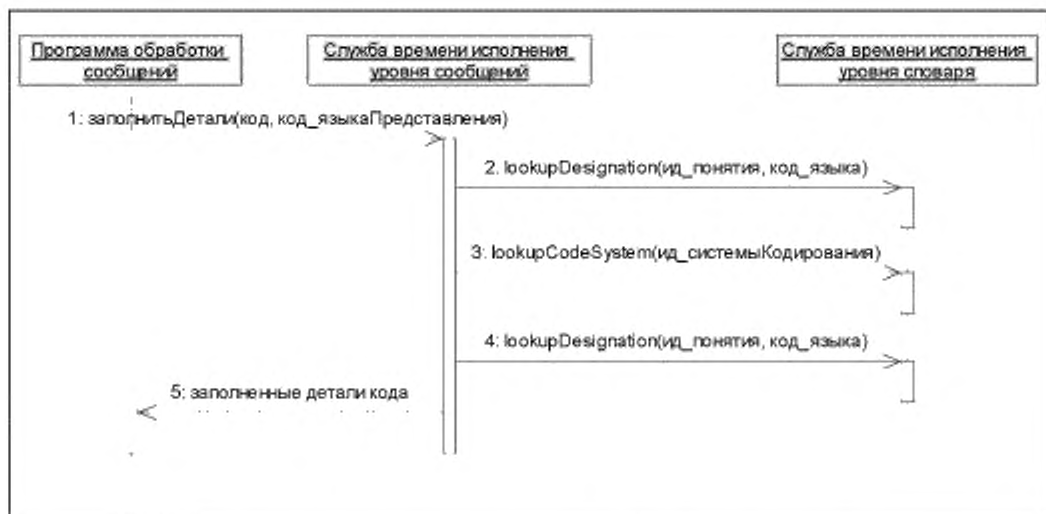 Программа обработки
сообщений
Служба времени исполнения
уровня сообщений
Служба времени исполнения
уровня словаря
1: заполнитьДетали(код, код_языкаПредставления)
2: lookupDesignation(ид_понятия, код_языка)
3: lookupCodeSystem(ид_системыКодирования)
4: lookupDesignation(ид_понятия, код_языка)
5: заполненные детали кода